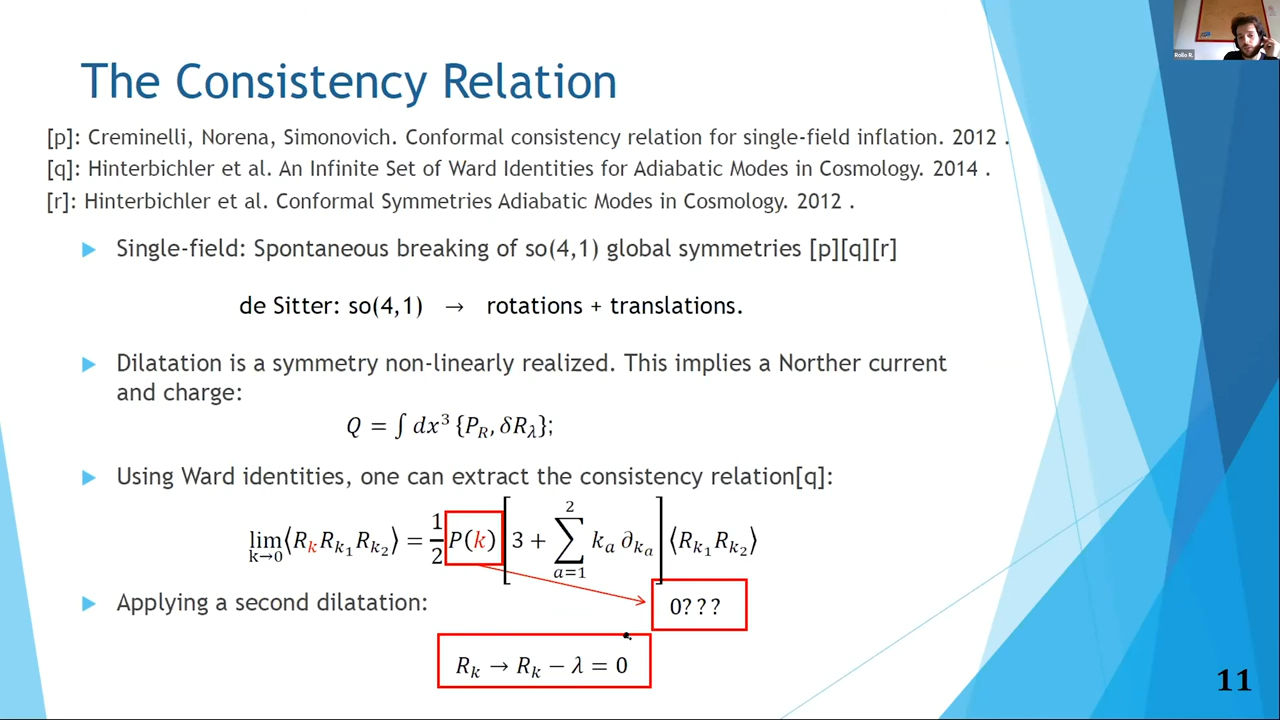 The Consistency Relation
[p]: Creminelli, Norena, Simonovich. Conformal consistency relation for single-field inflation. 2012 .
[q]: Hinterbichler et al. An Infinite Set of Ward Identities for Adiabatic Modes in Cosmology. 2014 .
[r]: Hinterbichler et al. Conformal Symmetries Adiabatic Modes in Cosmology. 2012 .
Single-field: Spontaneous breaking of so(4,1) global symmetries [p][q][r]
de Sitter: so(4,1) → rotations + translations.
Dilatation is a symmetry non-linearly realized. This implies a Norther current
and charge:
Q = ∫ dx³ {P_R, δR_λ};
Using Ward identities, one can extract the consistency relation[q]:
lim_{k→0} ⟨R_k R_{k_1} R_{k_2}⟩ = 1/2 P(k) [3 + ∑_{a=1}^{2} k_a ∂_{k_a}] ⟨R_{k_1} R_{k_2}⟩
Applying a second dilatation:
0???
R_k → R_k − λ = 0
11
Rollo R.